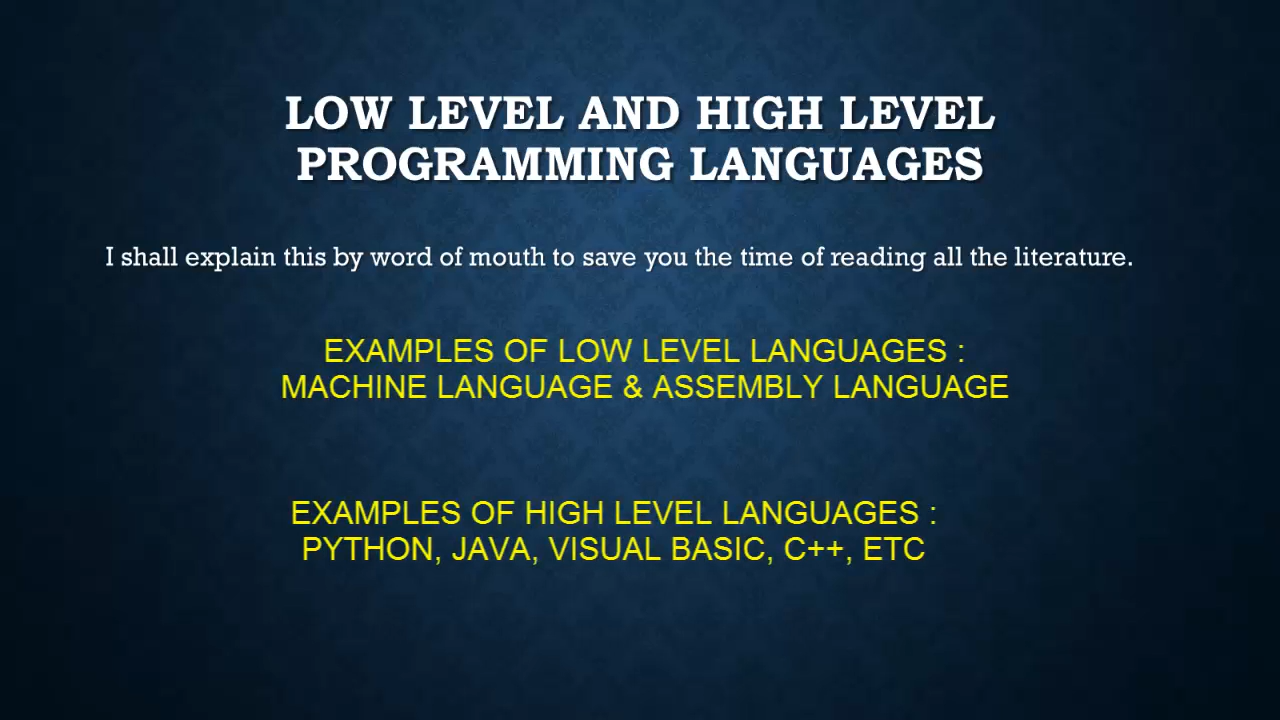 LOW LEVEL AND HIGH LEVEL
PROGRAMMING LANGUAGES
I shall explain this by word of mouth to save you the time of reading all the literature.
EXAMPLES OF LOW LEVEL LANGUAGES :
MACHINE LANGUAGE & ASSEMBLY LANGUAGE
EXAMPLES OF HIGH LEVEL LANGUAGES :
PYTHON, JAVA, VISUAL BASIC, C++, ETC